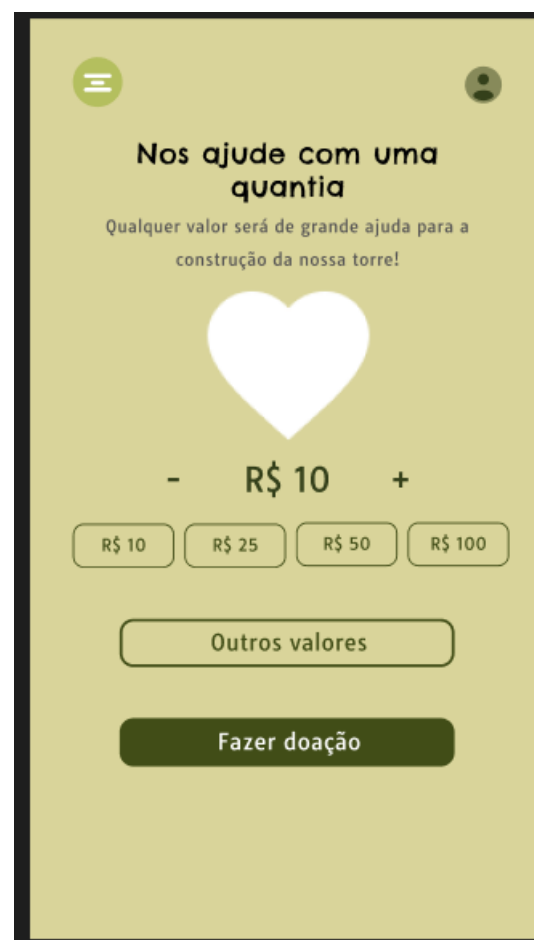 Nos ajude com uma
quantia
Qualquer valor será de grande ajuda para a
construção da nossa torre!
- R$ 10 +
R$ 10 R$ 25 R$ 50 R$ 100
Outros valores
Fazer doação